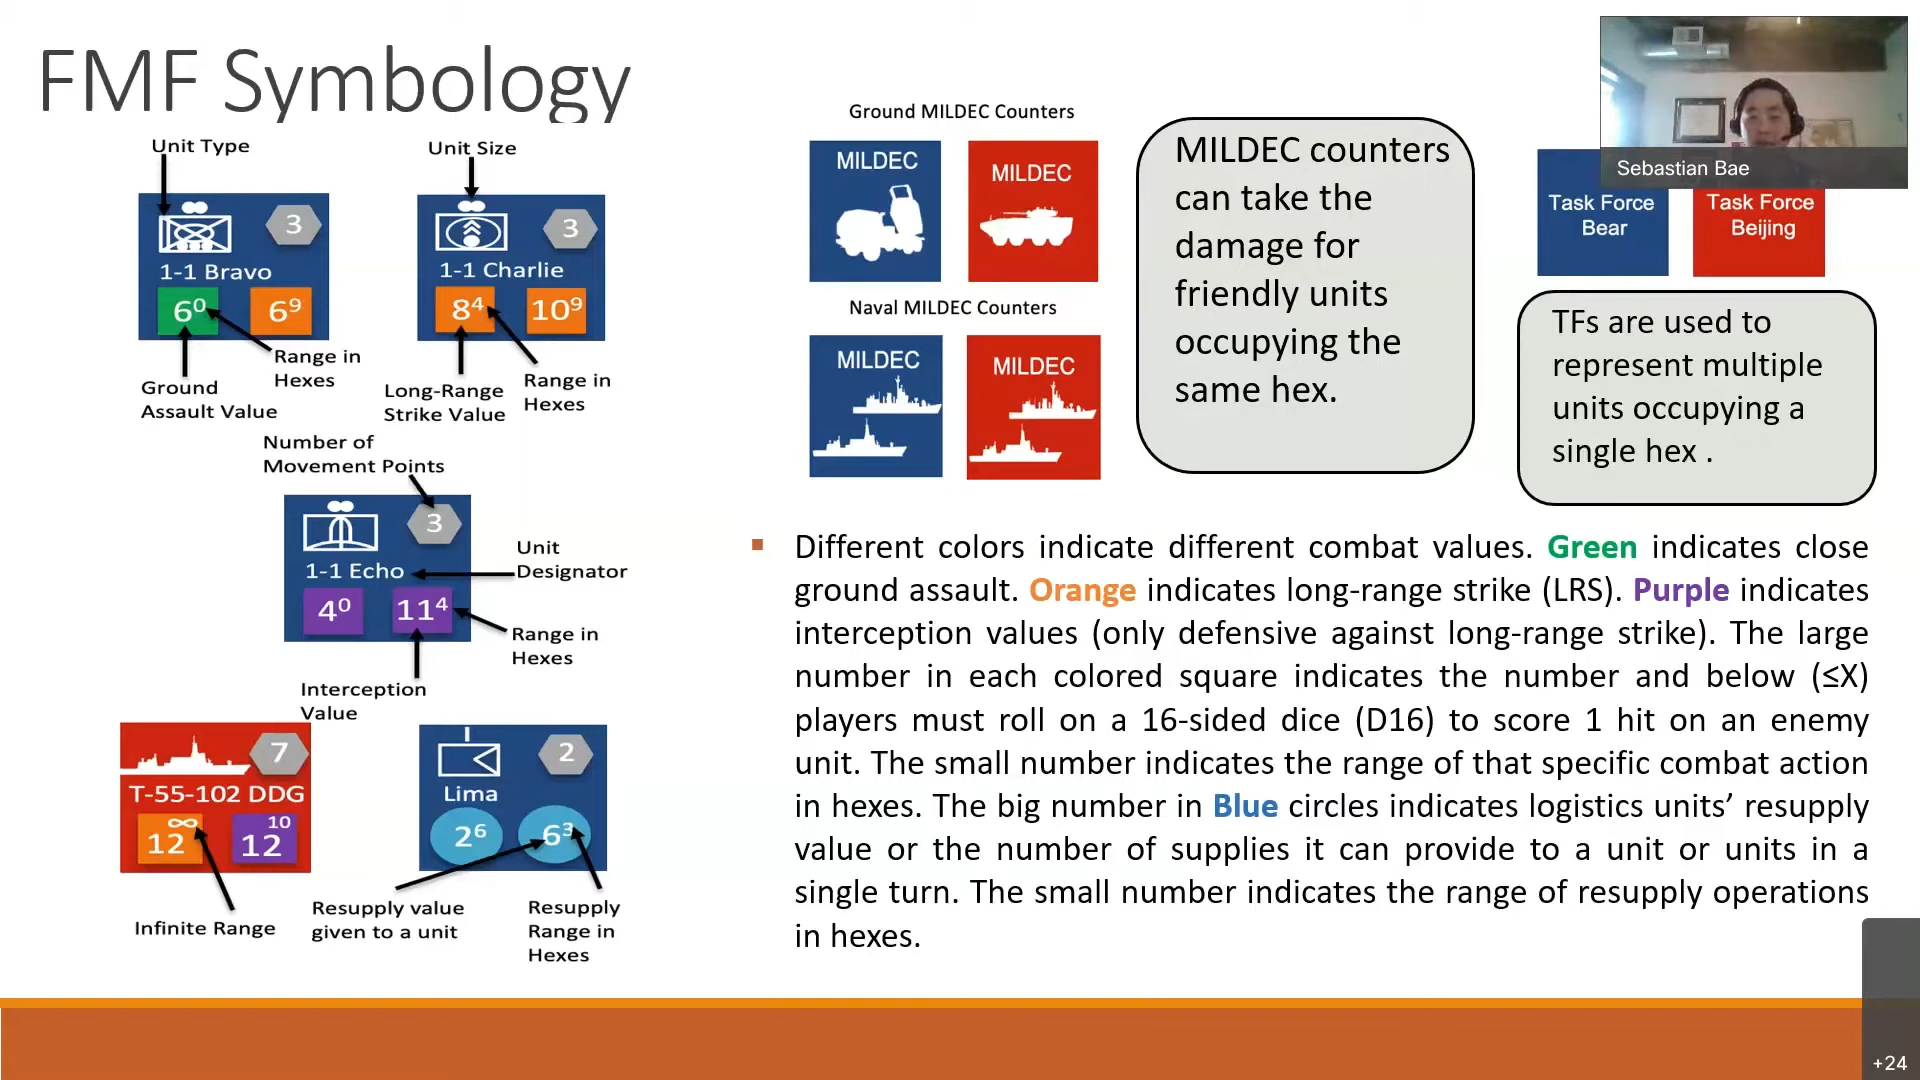 FMF Symbology
Unit Type
Unit Size
3
1-1 Bravo
6⁰ 6⁹
3
1-1 Charlie
8⁴ 10⁹
Range in
Hexes
Ground
Assault Value
Long-Range
Strike Value
Range in
Hexes
Number of
Movement Points
3
1-1 Echo
4⁰ 11⁴
Unit
Designator
Range in
Hexes
Interception
Value
7
T-55-102 DDG
12∞ 12¹⁰
2
Lima
2⁶ 6³
Infinite Range
Resupply value
given to a unit
Resupply
Range in
Hexes
Ground MILDEC Counters
MILDEC
MILDEC
Naval MILDEC Counters
MILDEC
MILDEC
MILDEC counters
can take the
damage for
friendly units
occupying the
same hex.
Sebastian Bae
Task Force
Bear
Task Force
Beijing
TFs are used to
represent multiple
units occupying a
single hex .
▪ Different colors indicate different combat values. Green indicates close
ground assault. Orange indicates long-range strike (LRS). Purple indicates
interception values (only defensive against long-range strike). The large
number in each colored square indicates the number and below (≤X)
players must roll on a 16-sided dice (D16) to score 1 hit on an enemy
unit. The small number indicates the range of that specific combat action
in hexes. The big number in Blue circles indicates logistics units’ resupply
value or the number of supplies it can provide to a unit or units in a
single turn. The small number indicates the range of resupply operations
in hexes.
+24